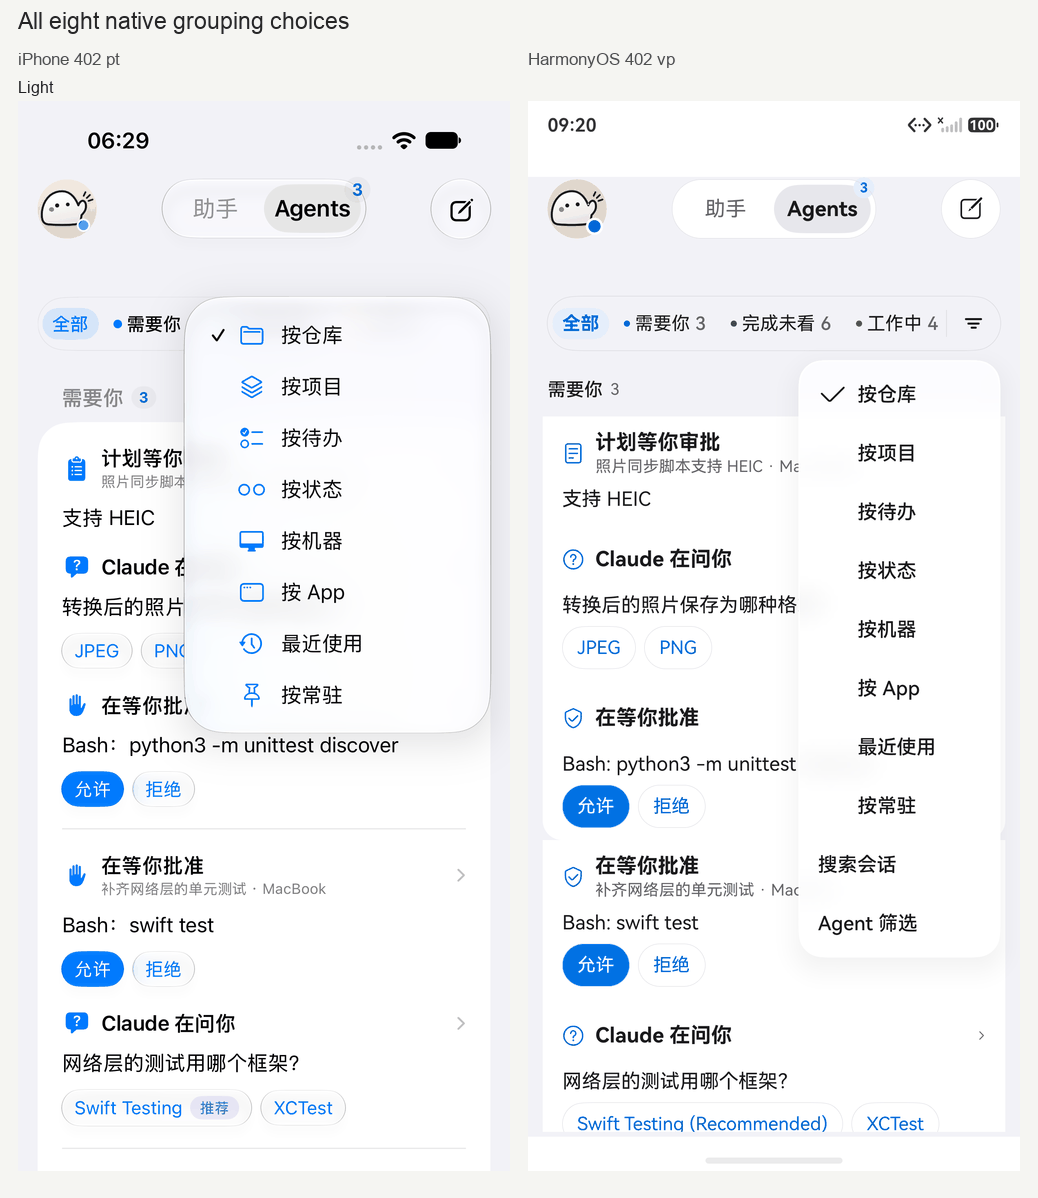 All eight native grouping choices
iPhone 402 pt
Light
06:29
助手
Agents
3
全部
需要你
需要你 3
计划等你
照片同步脚本
支持 HEIC
Claude 在
转换后的照片
JPEG
PNG
在等你批
Bash：python3 -m unittest discover
允许
拒绝
在等你批准
补齐网络层的单元测试 · MacBook
Bash：swift test
允许
拒绝
Claude 在问你
网络层的测试用哪个框架?
Swift Testing 推荐
XCTest
按仓库
按项目
按待办
按状态
按机器
按 App
最近使用
按常驻
HarmonyOS 402 vp
09:20
100
助手
Agents
3
全部
需要你 3
完成未看 6
工作中 4
需要你 3
计划等你审批
照片同步脚本支持 HEIC · Ma
支持 HEIC
Claude 在问你
转换后的照片保存为哪种格
JPEG
PNG
在等你批准
Bash: python3 -m unittest
允许
拒绝
在等你批准
补齐网络层的单元测试 · Mac
Bash: swift test
允许
拒绝
Claude 在问你
网络层的测试用哪个框架?
Swift Testing (Recommended)
XCTest
按仓库
按项目
按待办
按状态
按机器
按 App
最近使用
按常驻
搜索会话
Agent 筛选